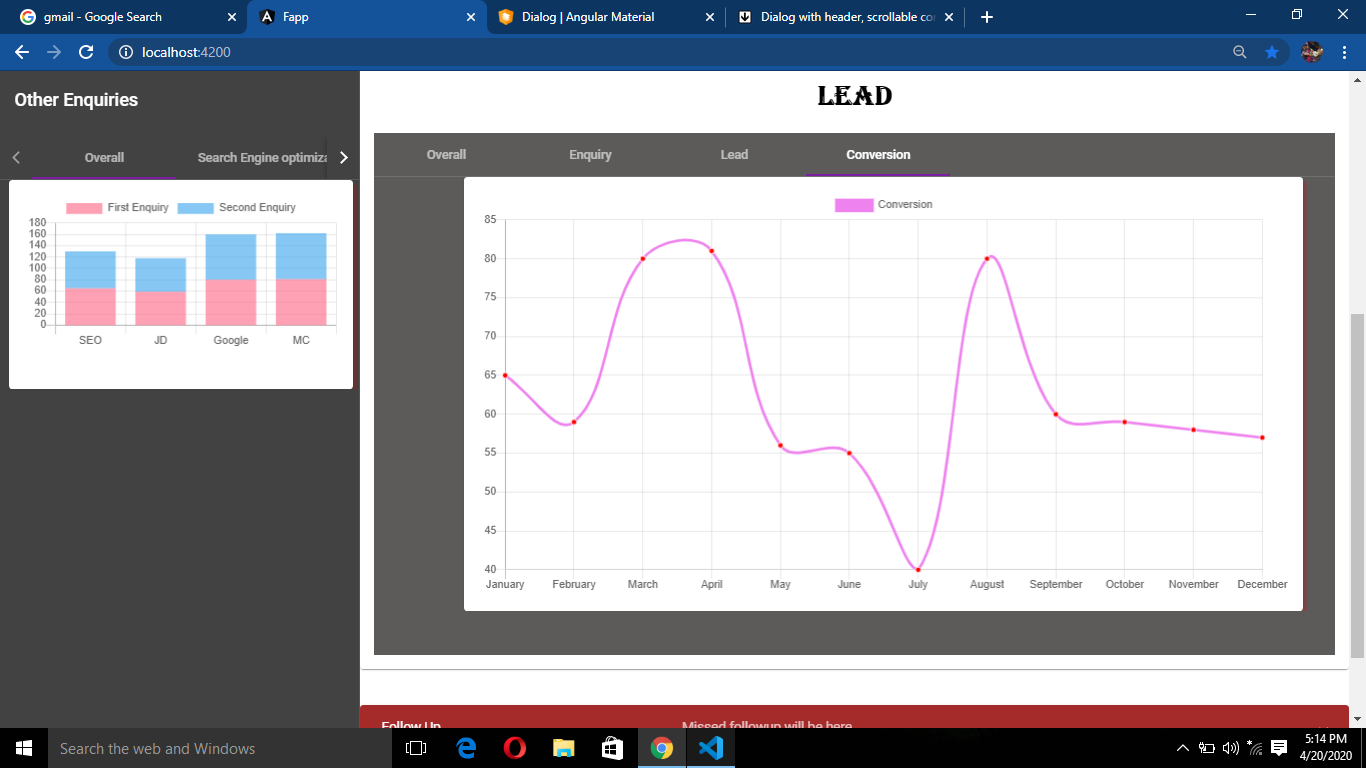 gmail - Google Search
Fapp
Dialog | Angular Material
Dialog with header, scrollable co
localhost:4200
Other Enquiries
Overall
Search Engine optimiza
First Enquiry Second Enquiry
180
160
140
120
100
80
60
40
20
0
SEO JD Google MC
LEAD
Overall Enquiry Lead Conversion
Conversion
85
80
75
70
65
60
55
50
45
40
January February March April May June July August September October November December
Follow Up Missed followup will be here
Search the web and Windows
5:14 PM
4/20/2020